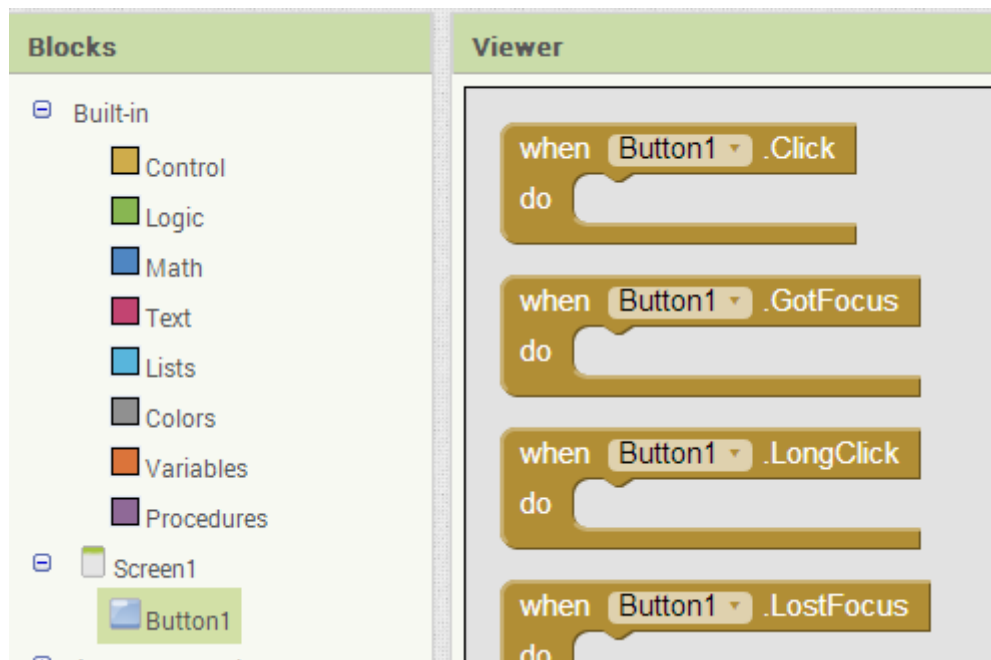 Blocks
Built-in
Control
Logic
Math
Text
Lists
Colors
Variables
Procedures
Screen1
Button1
Viewer
when Button1 .Click
do
when Button1 .GotFocus
do
when Button1 .LongClick
do
when Button1 .LostFocus
do